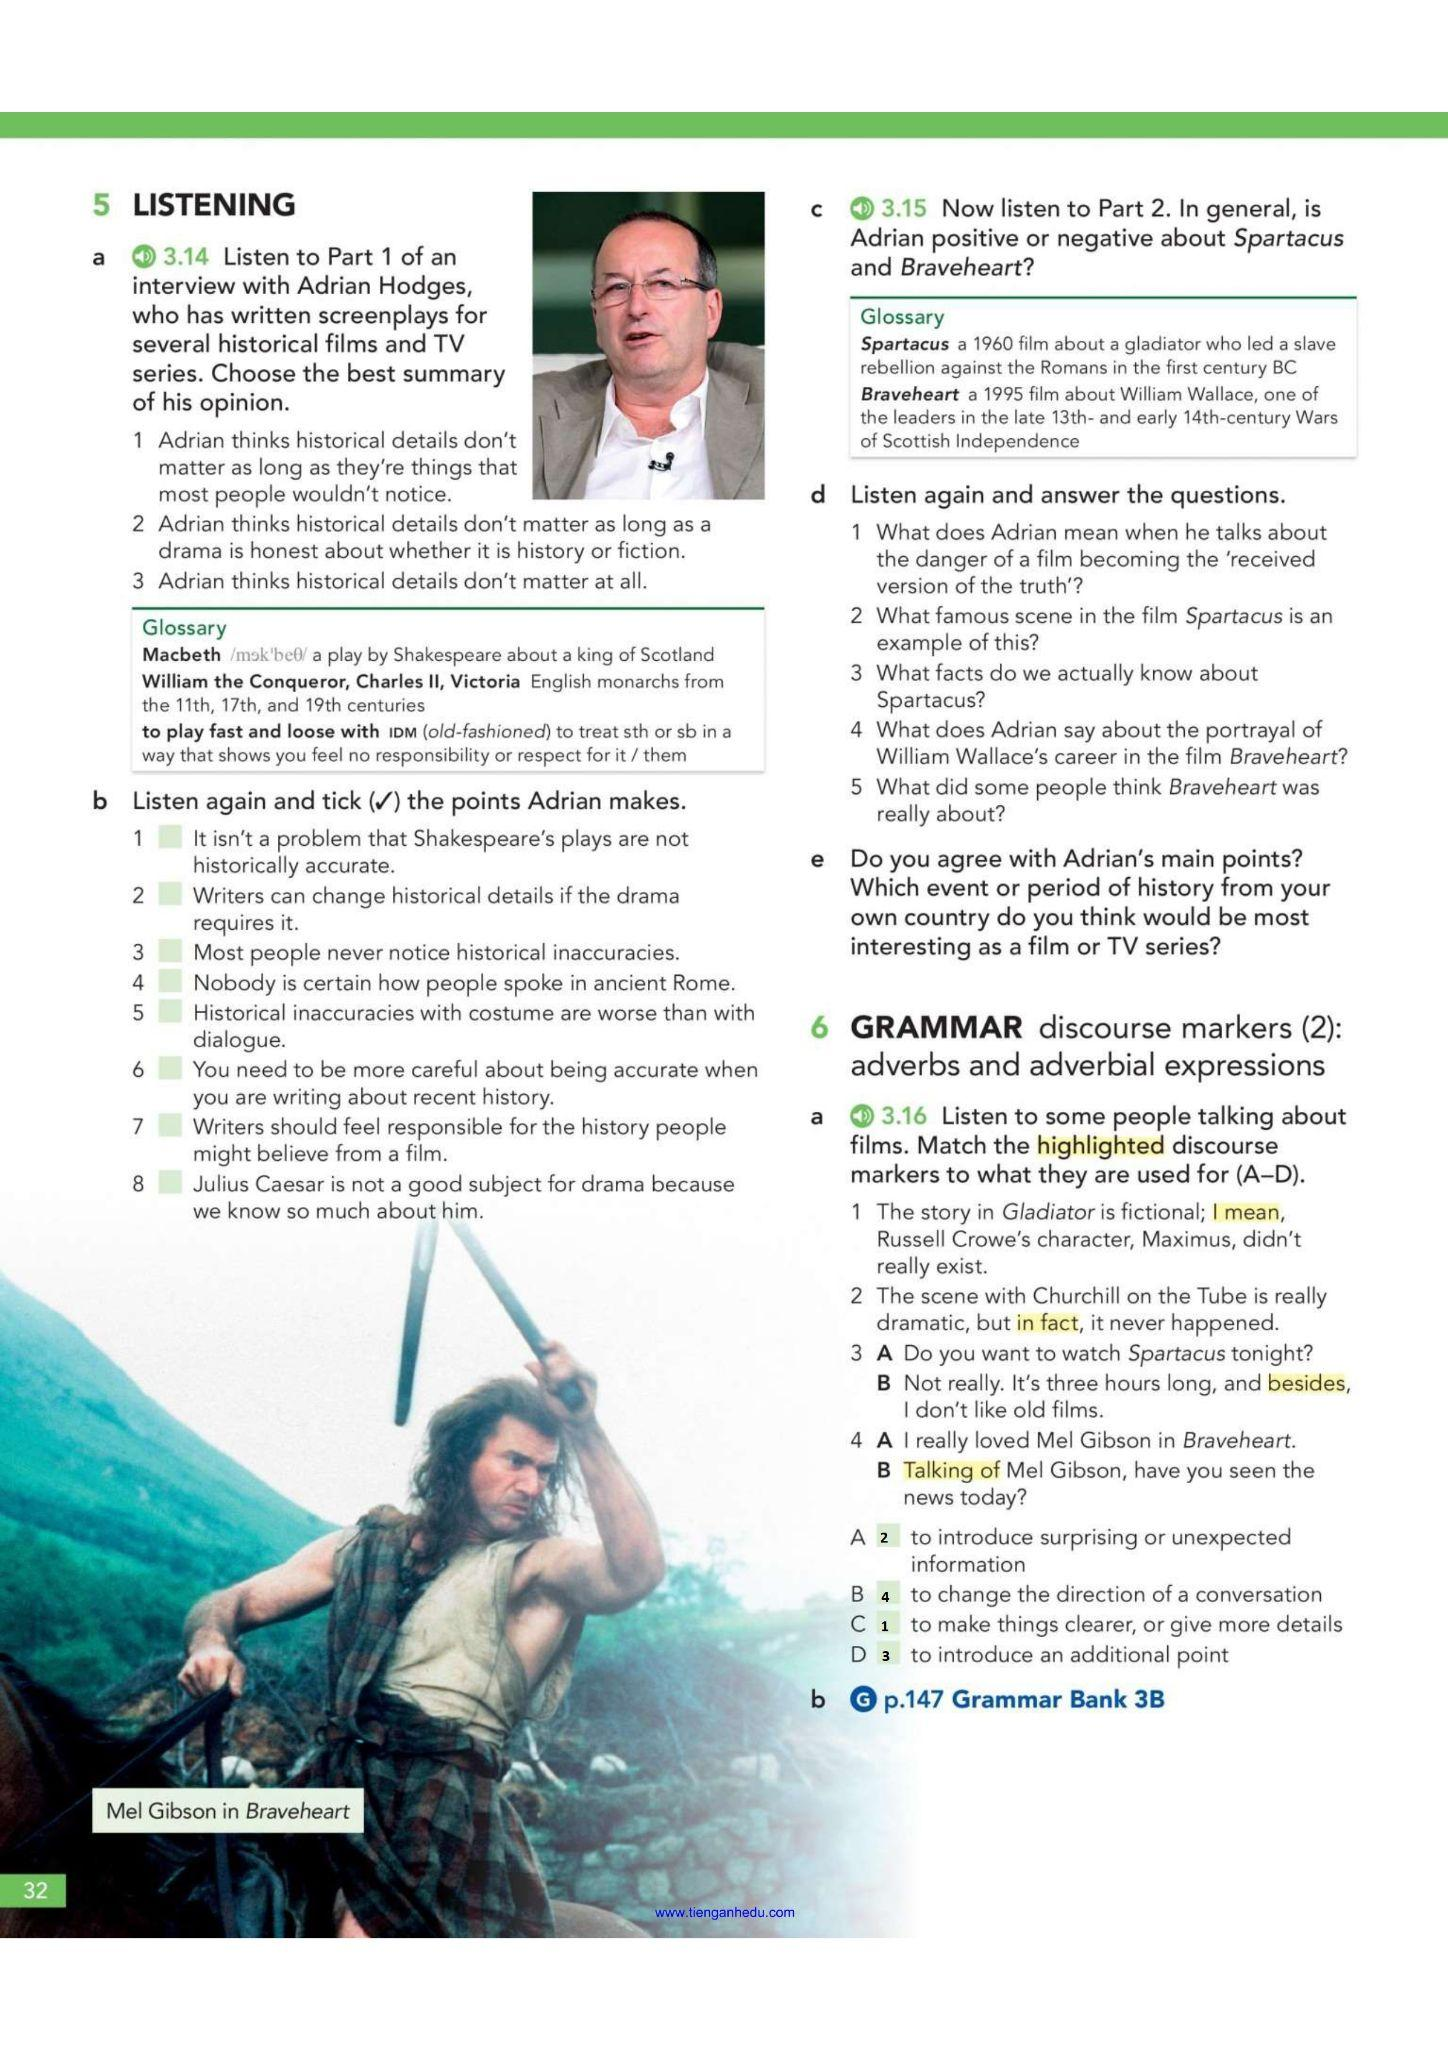 5 LISTENING
a 3.14 Listen to Part 1 of an
interview with Adrian Hodges,
who has written screenplays for
several historical films and TV
series. Choose the best summary
of his opinion.
1 Adrian thinks historical details don't
matter as long as they're things that
most people wouldn't notice.
2 Adrian thinks historical details don't matter as long as a
drama is honest about whether it is history or fiction.
3 Adrian thinks historical details don't matter at all.
Glossary
Macbeth /məkˈbeθ/ a play by Shakespeare about a king of Scotland
William the Conqueror, Charles II, Victoria English monarchs from
the 11th, 17th, and 19th centuries
to play fast and loose with IDM (old-fashioned) to treat sth or sb in a
way that shows you feel no responsibility or respect for it / them
b Listen again and tick (✓) the points Adrian makes.
1 It isn't a problem that Shakespeare's plays are not
historically accurate.
2 Writers can change historical details if the drama
requires it.
3 Most people never notice historical inaccuracies.
4 Nobody is certain how people spoke in ancient Rome.
5 Historical inaccuracies with costume are worse than with
dialogue.
6 You need to be more careful about being accurate when
you are writing about recent history.
7 Writers should feel responsible for the history people
might believe from a film.
8 Julius Caesar is not a good subject for drama because
we know so much about him.
Mel Gibson in Braveheart
32
c 3.15 Now listen to Part 2. In general, is
Adrian positive or negative about Spartacus
and Braveheart?
Glossary
Spartacus a 1960 film about a gladiator who led a slave
rebellion against the Romans in the first century BC
Braveheart a 1995 film about William Wallace, one of
the leaders in the late 13th- and early 14th-century Wars
of Scottish Independence
d Listen again and answer the questions.
1 What does Adrian mean when he talks about
the danger of a film becoming the 'received
version of the truth'?
2 What famous scene in the film Spartacus is an
example of this?
3 What facts do we actually know about
Spartacus?
4 What does Adrian say about the portrayal of
William Wallace's career in the film Braveheart?
5 What did some people think Braveheart was
really about?
e Do you agree with Adrian's main points?
Which event or period of history from your
own country do you think would be most
interesting as a film or TV series?
6 GRAMMAR discourse markers (2):
adverbs and adverbial expressions
a 3.16 Listen to some people talking about
films. Match the highlighted discourse
markers to what they are used for (A–D).
1 The story in Gladiator is fictional; I mean,
Russell Crowe's character, Maximus, didn't
really exist.
2 The scene with Churchill on the Tube is really
dramatic, but in fact, it never happened.
3 A Do you want to watch Spartacus tonight?
B Not really. It's three hours long, and besides,
I don't like old films.
4 A I really loved Mel Gibson in Braveheart.
B Talking of Mel Gibson, have you seen the
news today?
A 2 to introduce surprising or unexpected
information
B 4 to change the direction of a conversation
C 1 to make things clearer, or give more details
D 3 to introduce an additional point
b G p.147 Grammar Bank 3B
www.tienganhedu.com